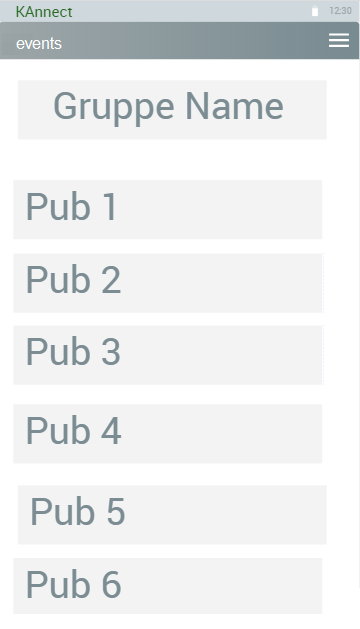 KAnnect 12:30
events
Gruppe Name
Pub 1
Pub 2
Pub 3
Pub 4
Pub 5
Pub 6